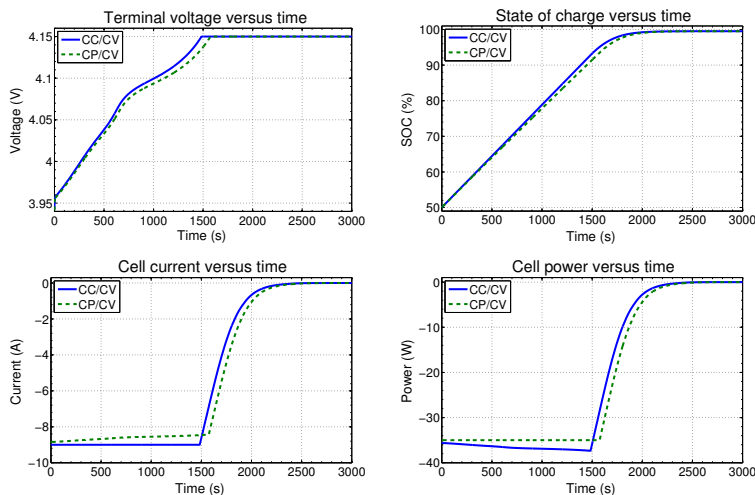 Terminal voltage versus time
4.15
4.1
4.05
4
3.95
Voltage (V)
CC/CV
CP/CV
0 500 1000 1500 2000 2500 3000
Time (s)
State of charge versus time
100
90
80
70
60
50
SOC (%)
CC/CV
CP/CV
0 500 1000 1500 2000 2500 3000
Time (s)
Cell current versus time
0
−2
−4
−6
−8
−10
Current (A)
CC/CV
CP/CV
0 500 1000 1500 2000 2500 3000
Time (s)
Cell power versus time
0
−10
−20
−30
−40
Power (W)
CC/CV
CP/CV
0 500 1000 1500 2000 2500 3000
Time (s)